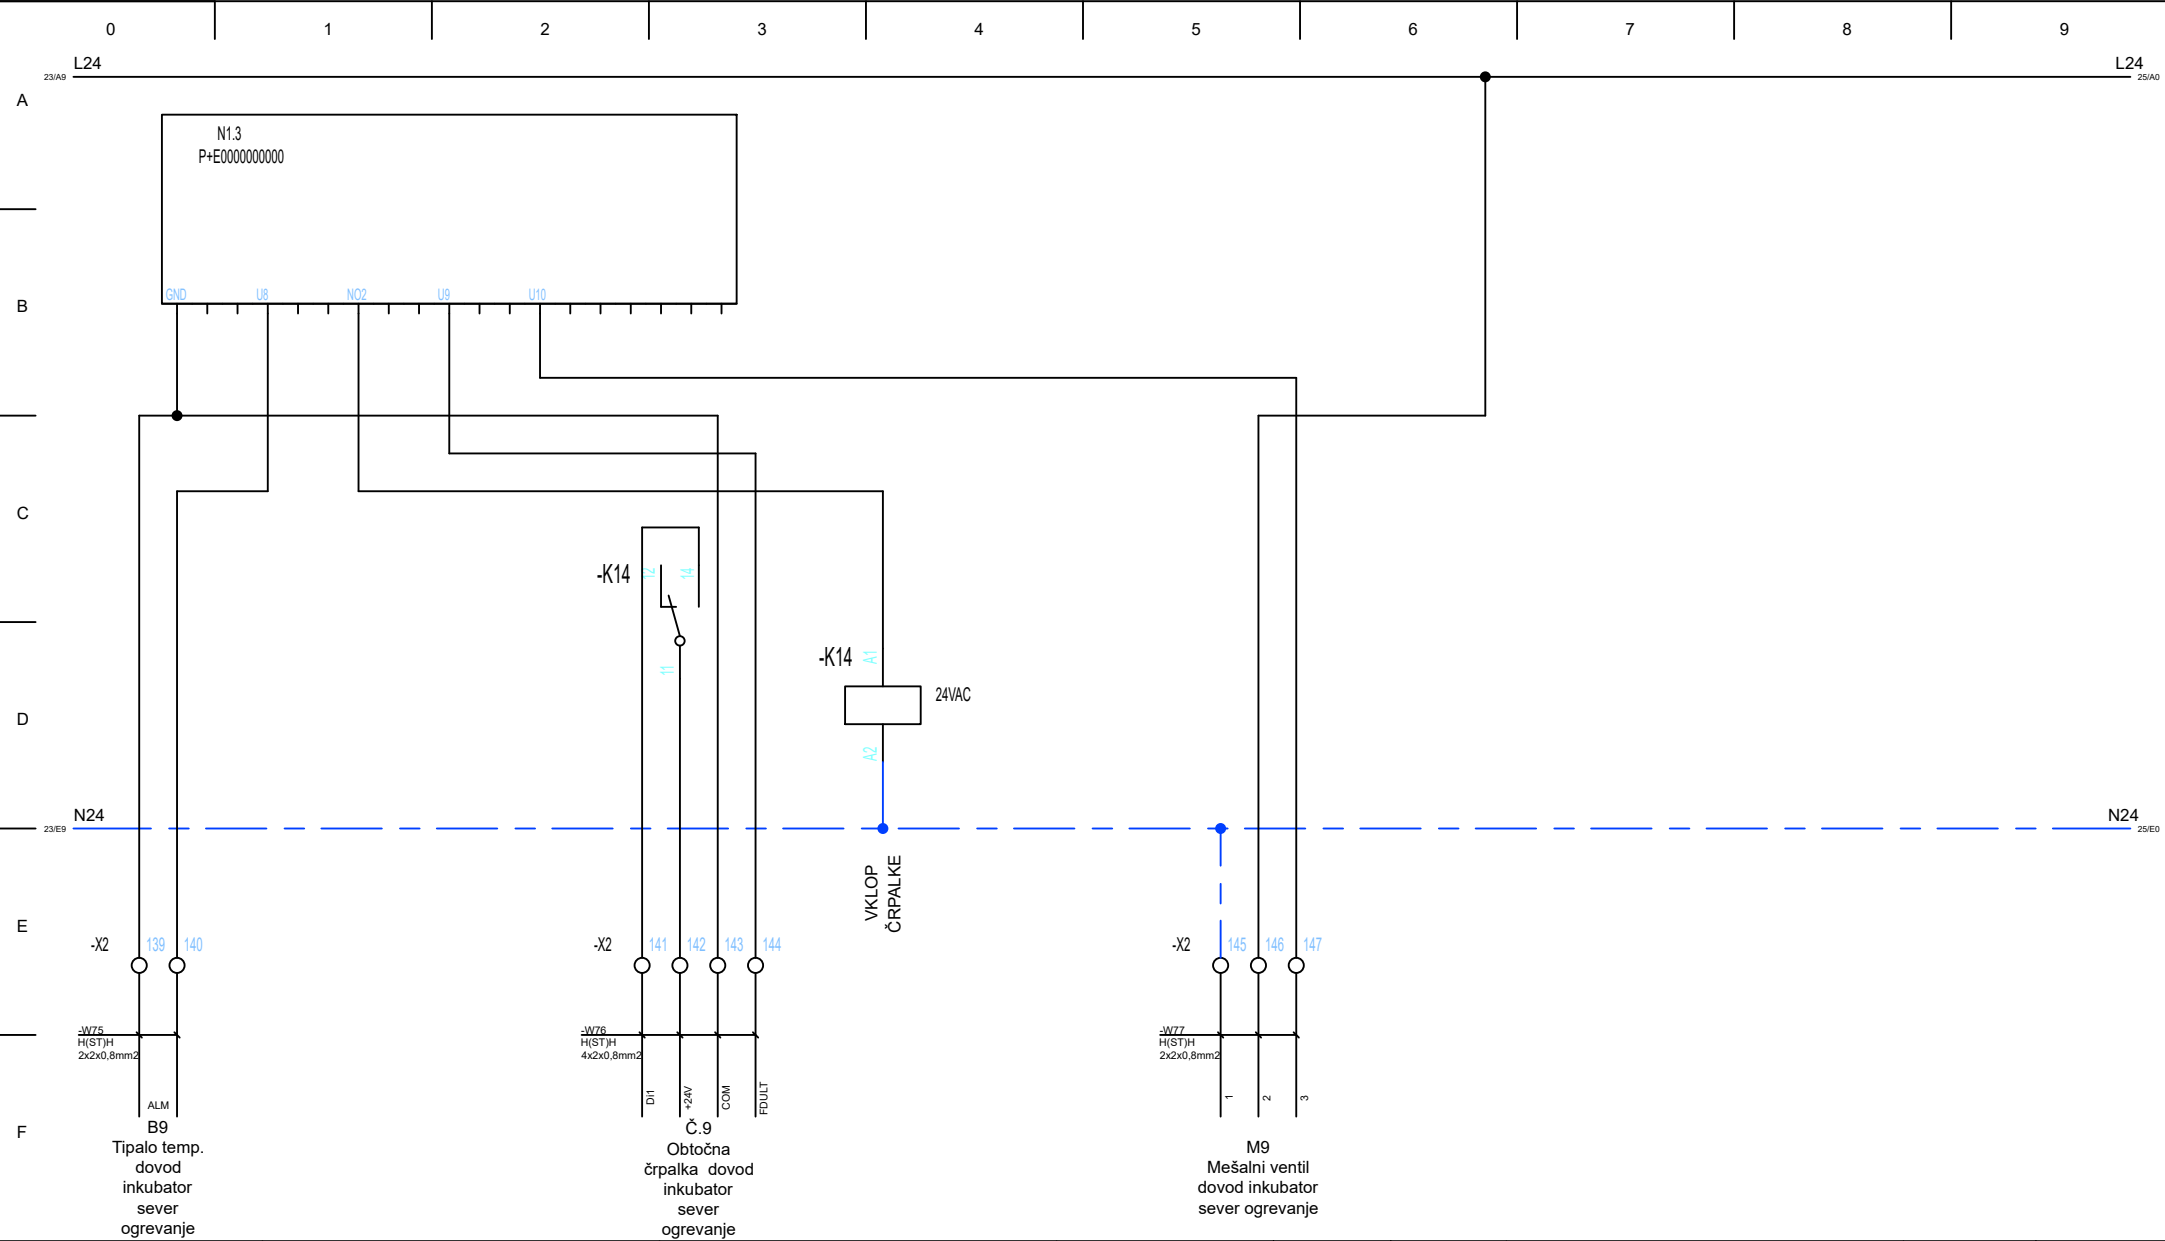 0 1 2 3 4 5 6 7 8 9
L24 L24
23/A9 25/A0
A
N1.3
P+E0000000000
GND U8 NO2 U9 U10
B
C
-K14 12 14
11
-K14 A1
24VAC
A2
D
N24 N24
23/E9 25/E0
VKLOP
ČRPALKE
E
-X2 139 140
-X2 141 142 143 144
-X2 145 146 147
-W75
H(ST)H
2x2x0,8mm2
-W76
H(ST)H
4x2x0,8mm2
-W77
H(ST)H
2x2x0,8mm2
ALM
DI1 +24V COM FDULT
1 2 3
F
B9
Tipalo temp.
dovod
inkubator
sever
ogrevanje
Č.9
Obtočna
črpalka dovod
inkubator
sever
ogrevanje
M9
Mešalni ventil
dovod inkubator
sever ogrevanje